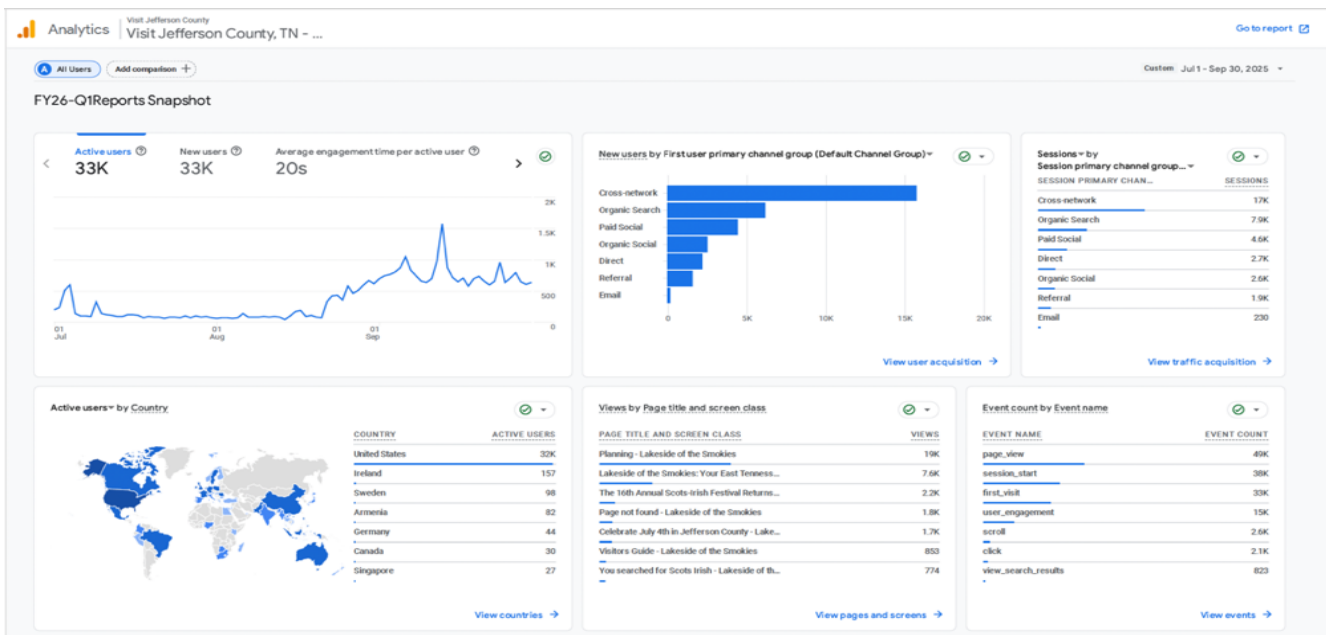 Analytics
Visit Jefferson County
Visit Jefferson County, TN - ...
Go to report
A All Users
Add comparison +
Custom Jul 1 - Sep 30, 2025
FY26-Q1Reports Snapshot
Active users
33K
New users
33K
Average engagement time per active user
20s
2K
1.5K
1K
500
0
01
Jul
01
Aug
01
Sep
New users by First user primary channel group (Default Channel Group)
Cross-network
Organic Search
Paid Social
Organic Social
Direct
Referral
Email
0 5K 10K 15K 20K
View user acquisition
Sessions by
Session primary channel group...
SESSION PRIMARY CHAN... SESSIONS
Cross-network 17K
Organic Search 7.9K
Paid Social 4.6K
Direct 2.7K
Organic Social 2.6K
Referral 1.9K
Email 230
View traffic acquisition
Active users by Country
COUNTRY ACTIVE USERS
United States 32K
Ireland 157
Sweden 98
Armenia 82
Germany 44
Canada 30
Singapore 27
View countries
Views by Page title and screen class
PAGE TITLE AND SCREEN CLASS VIEWS
Planning - Lakeside of the Smokies 19K
Lakeside of the Smokies: Your East Tenness... 7.6K
The 16th Annual Scots-Irish Festival Returns... 2.2K
Page not found - Lakeside of the Smokies 1.8K
Celebrate July 4th in Jefferson County - Lake... 1.7K
Visitors Guide - Lakeside of the Smokies 853
You searched for Scots Irish - Lakeside of th... 774
View pages and screens
Event count by Event name
EVENT NAME EVENT COUNT
page_view 49K
session_start 38K
first_visit 33K
user_engagement 15K
scroll 2.6K
click 2.1K
view_search_results 823
View events